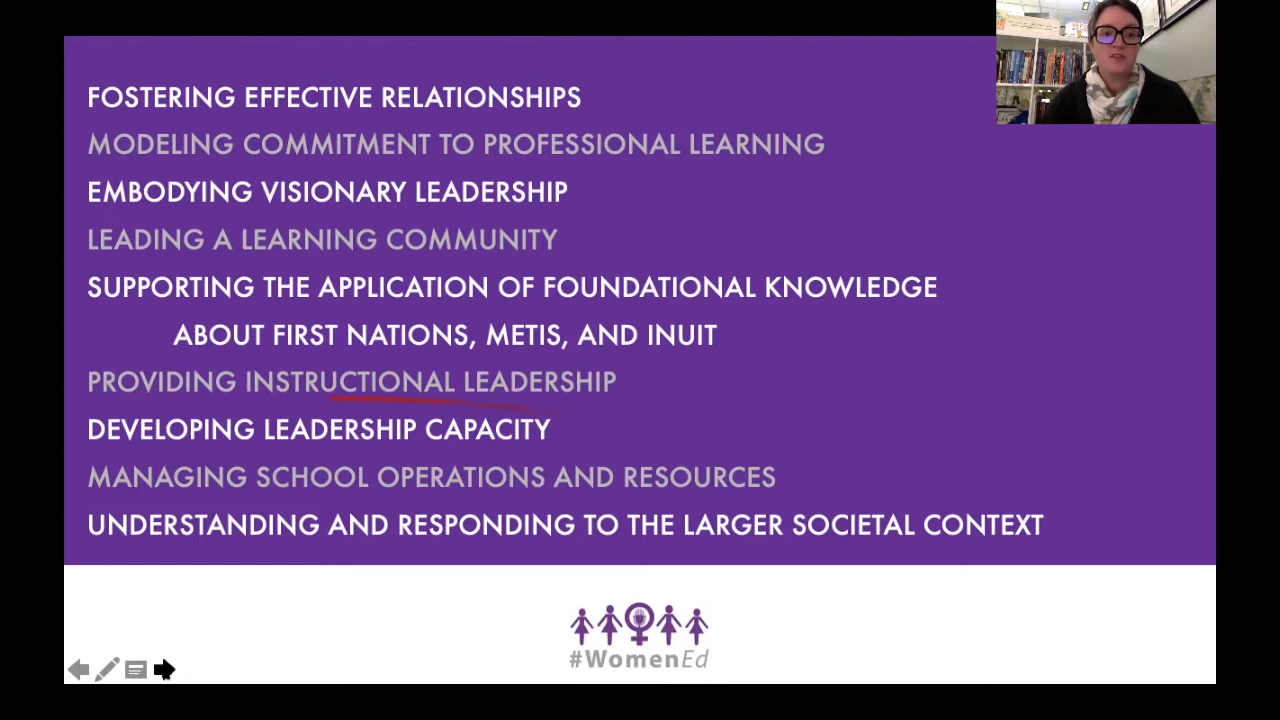 FOSTERING EFFECTIVE RELATIONSHIPS
MODELING COMMITMENT TO PROFESSIONAL LEARNING
EMBODYING VISIONARY LEADERSHIP
LEADING A LEARNING COMMUNITY
SUPPORTING THE APPLICATION OF FOUNDATIONAL KNOWLEDGE
ABOUT FIRST NATIONS, METIS, AND INUIT
PROVIDING INSTRUCTIONAL LEADERSHIP
DEVELOPING LEADERSHIP CAPACITY
MANAGING SCHOOL OPERATIONS AND RESOURCES
UNDERSTANDING AND RESPONDING TO THE LARGER SOCIETAL CONTEXT
#WomenEd